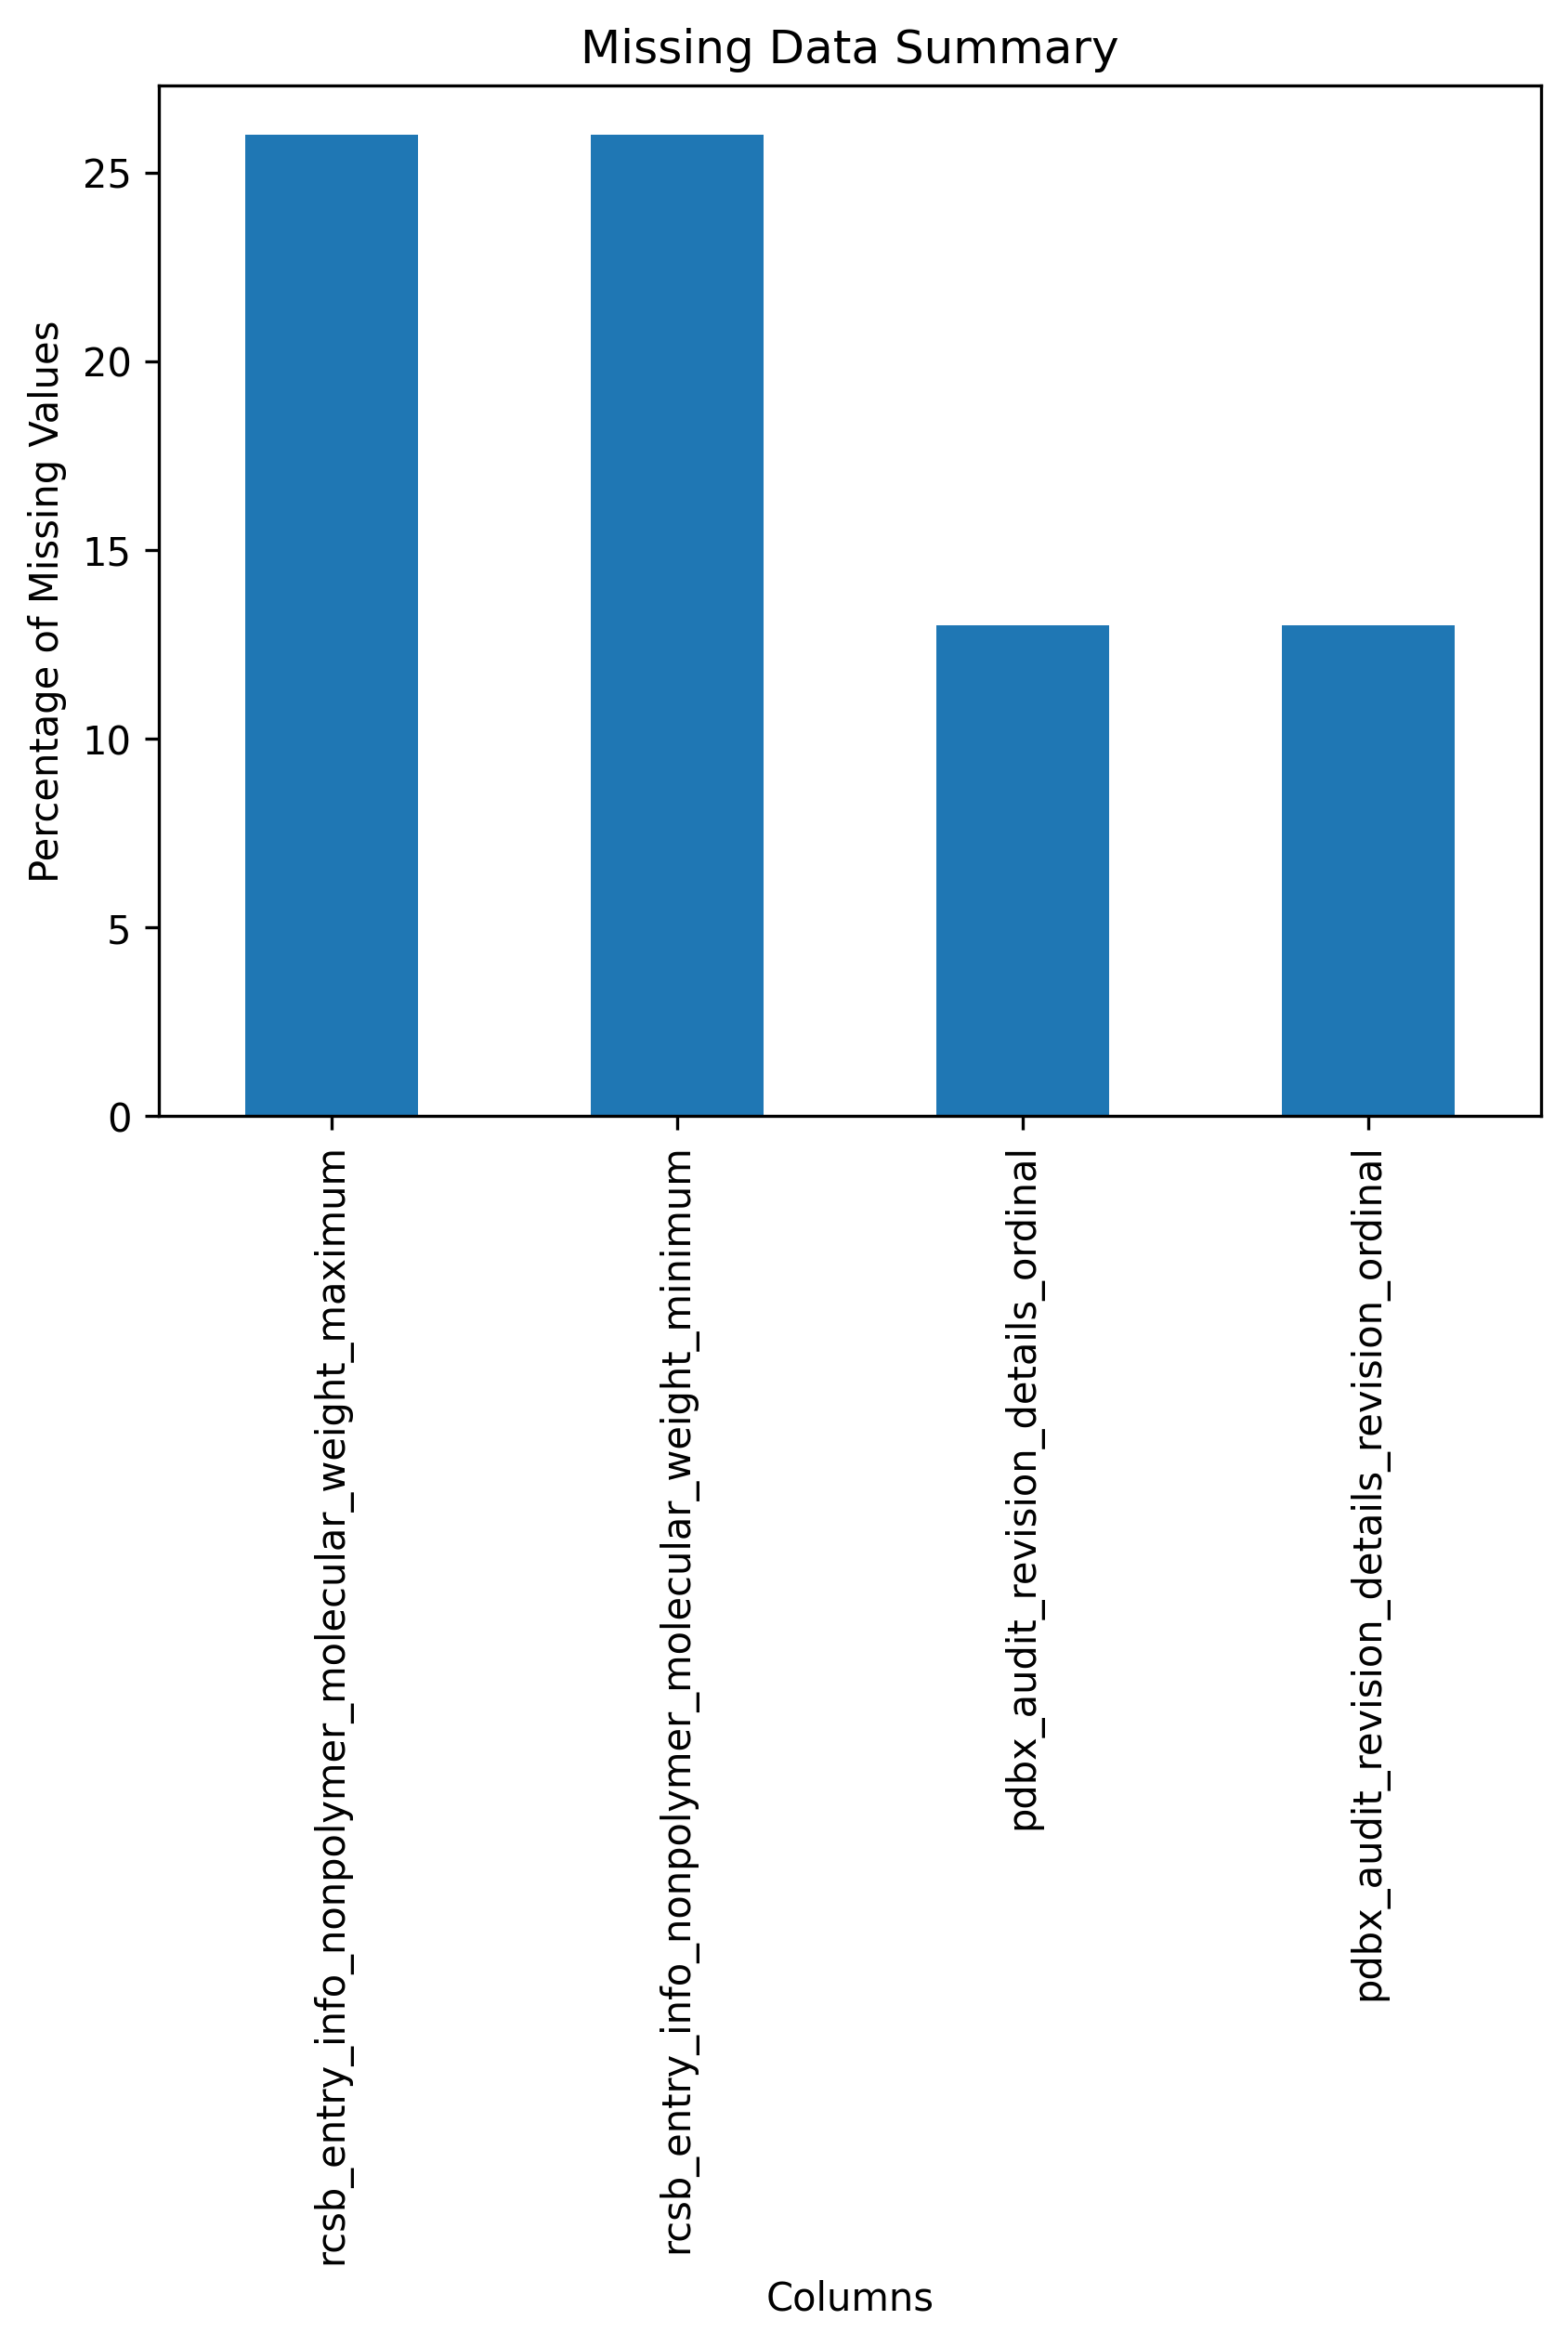 Missing Data Summary
Percentage of Missing Values
25
20
15
10
5
0
rcsb_entry_info_nonpolymer_molecular_weight_maximum
rcsb_entry_info_nonpolymer_molecular_weight_minimum
pdbx_audit_revision_details_ordinal
pdbx_audit_revision_details_revision_ordinal
Columns